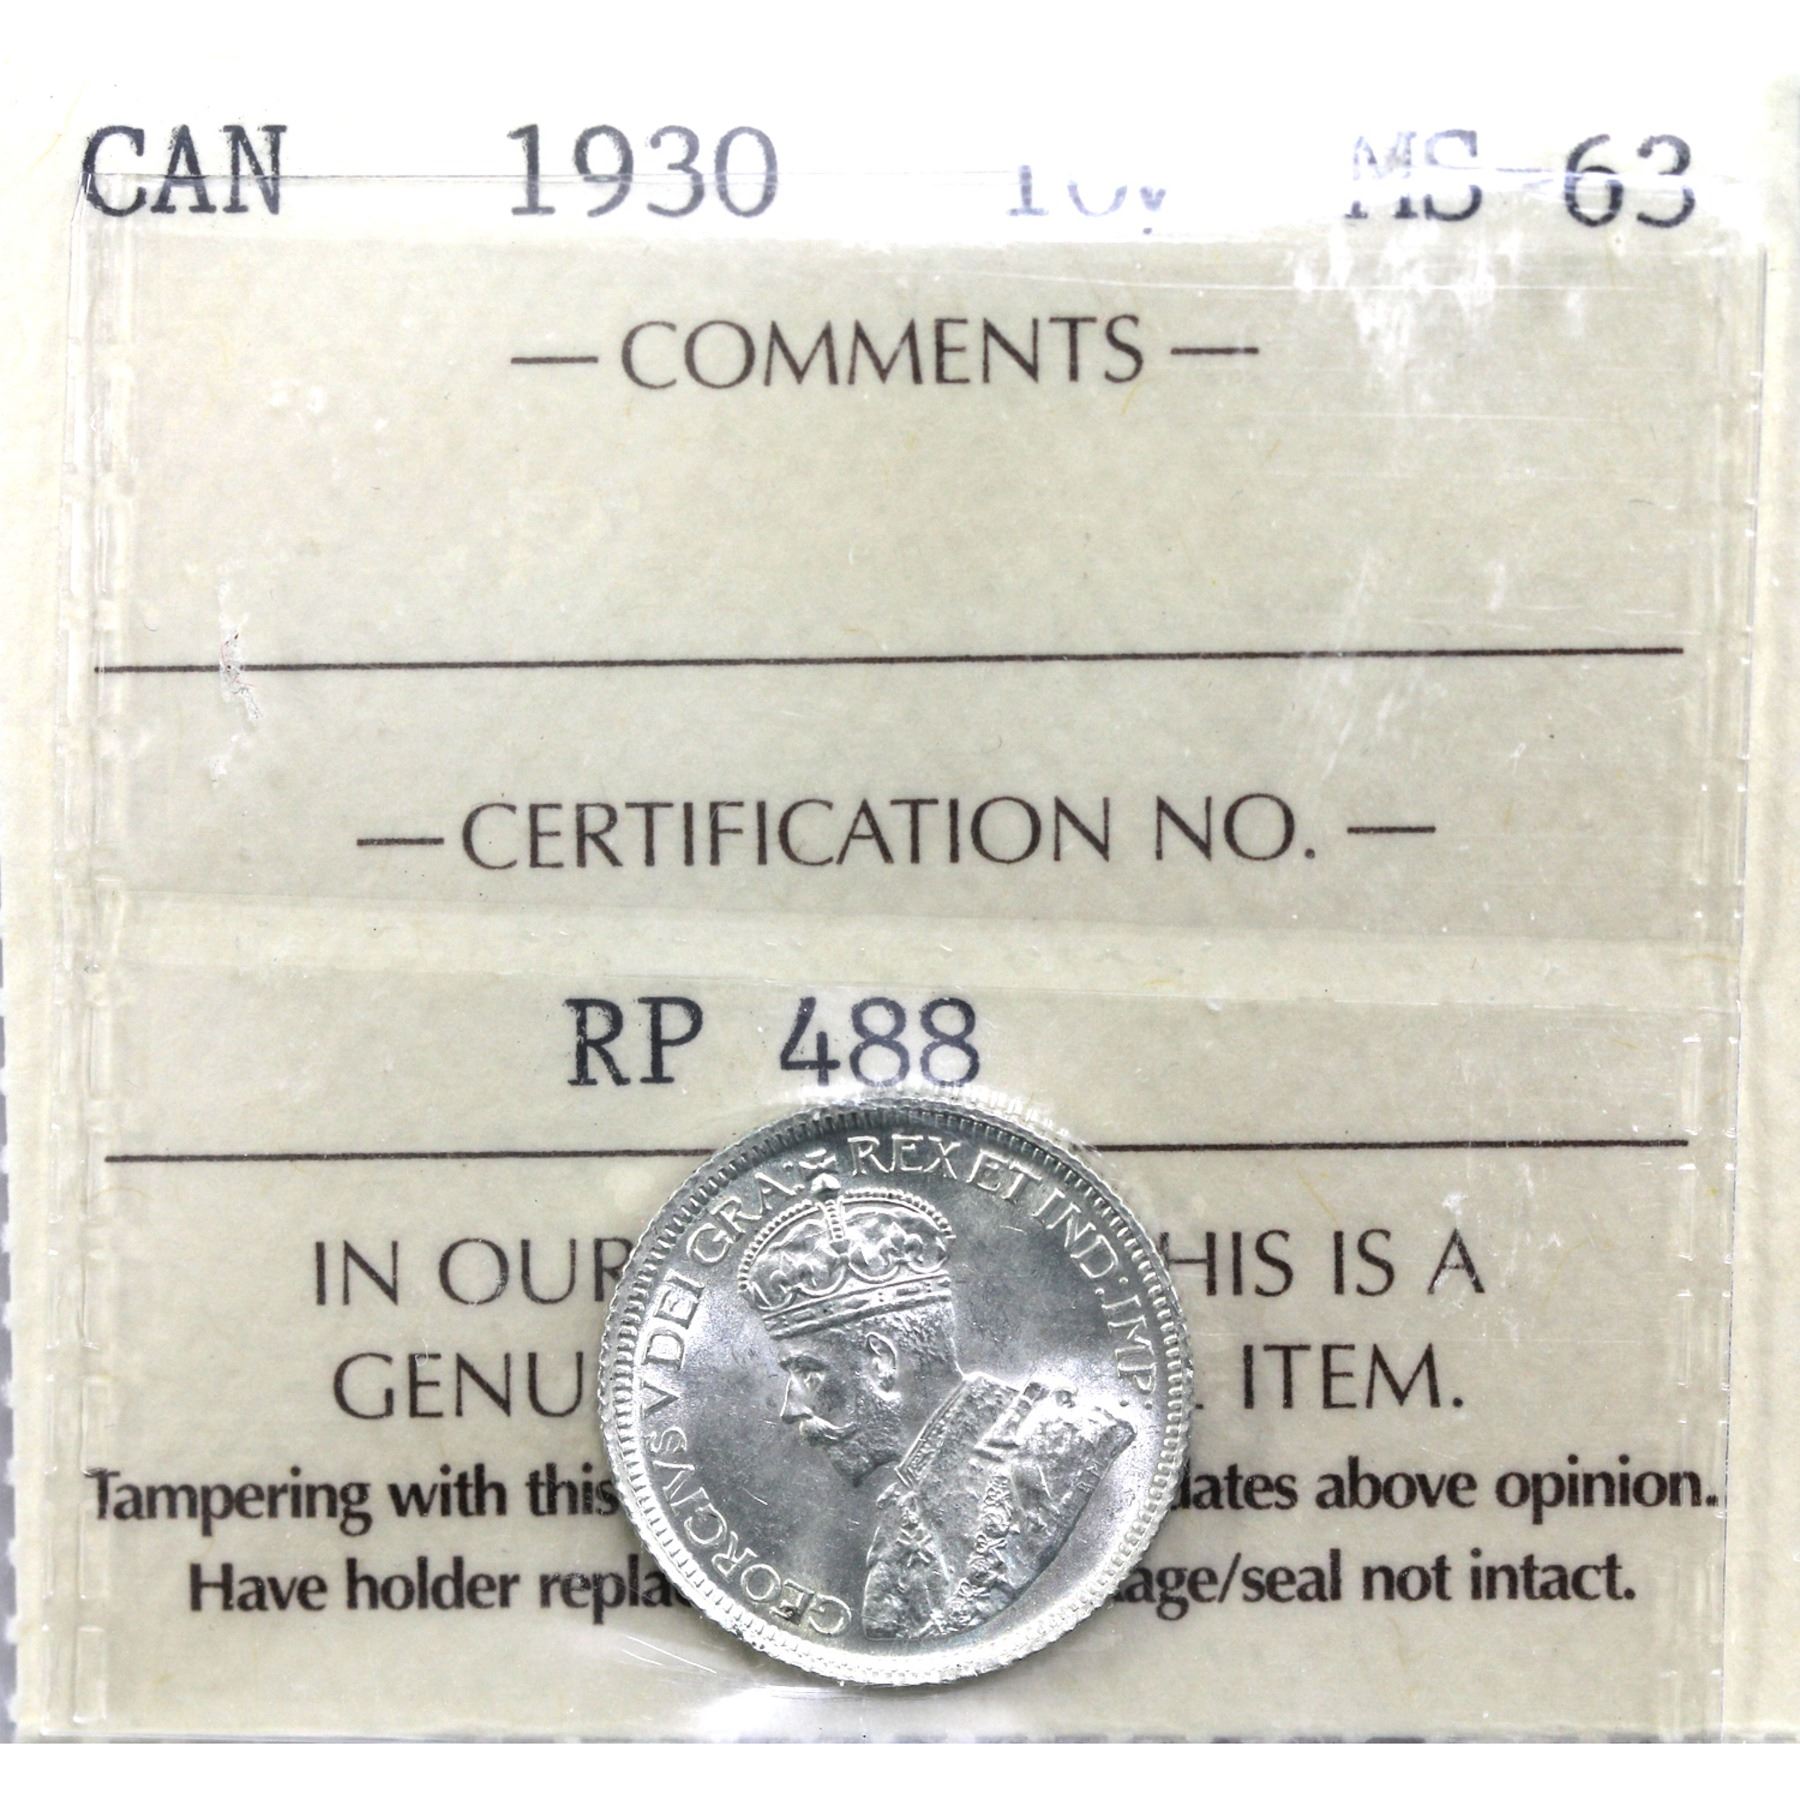 CAN 1930 10¢ MS-63
— COMMENTS —
— CERTIFICATION NO. —
RP 488
IN OUR HIS IS A
GENU ITEM.
Tampering with this dates above opinion.
Have holder repla age/seal not intact.
GEORGIVS V DEI GRA: REX ET IND: IMP: